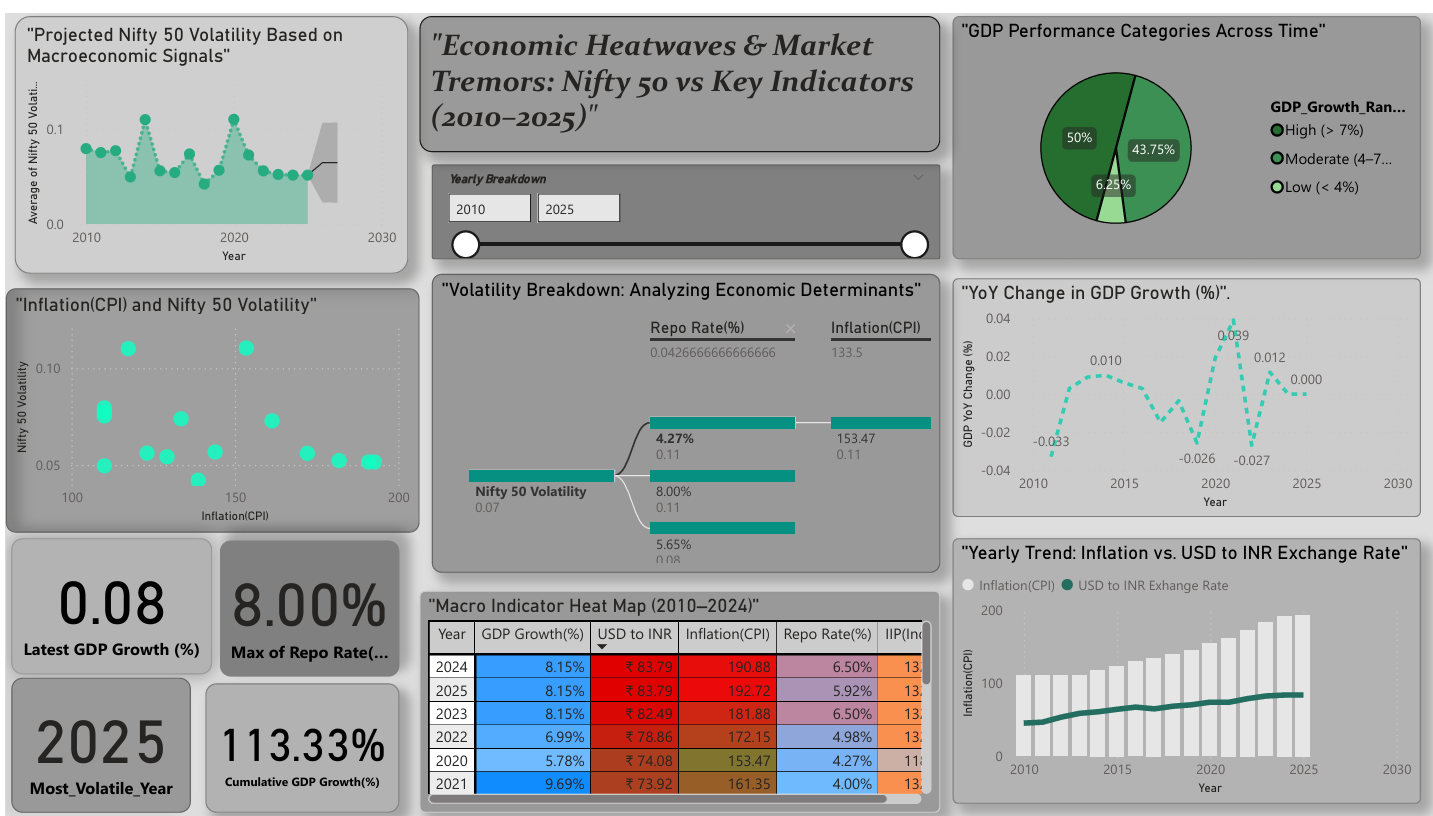 "Projected Nifty 50 Volatility Based on
Macroeconomic Signals"
Average of Nifty 50 Volati...
0.1
0.0
2010
2020
2030
Year
"Economic Heatwaves & Market
Tremors: Nifty 50 vs Key Indicators
(2010–2025)"
Yearly Breakdown
2010
2025
"GDP Performance Categories Across Time"
50%
43.75%
6.25%
GDP_Growth_Ran...
High (> 7%)
Moderate (4–7...
Low (< 4%)
"Inflation(CPI) and Nifty 50 Volatility"
Nifty 50 Volatility
0.10
0.05
100
150
200
Inflation(CPI)
"Volatility Breakdown: Analyzing Economic Determinants"
Repo Rate(%)
0.0426666666666666
Inflation(CPI)
133.5
Nifty 50 Volatility
0.07
4.27%
0.11
8.00%
0.11
5.65%
0.08
153.47
0.11
"YoY Change in GDP Growth (%)".
GDP YoY Change (%)
0.04
0.02
0.00
-0.02
-0.04
-0.033
0.010
-0.026
0.039
-0.027
0.012
0.000
2010
2015
2020
2025
2030
Year
0.08
Latest GDP Growth (%)
8.00%
Max of Repo Rate(...
2025
Most_Volatile_Year
113.33%
Cumulative GDP Growth(%)
"Macro Indicator Heat Map (2010–2024)"
Year GDP Growth(%) USD to INR Inflation(CPI) Repo Rate(%) IIP(Inc
2024 8.15% ₹ 83.79 190.88 6.50% 13
2025 8.15% ₹ 83.79 192.72 5.92% 13
2023 8.15% ₹ 82.49 181.88 6.50% 13
2022 6.99% ₹ 78.86 172.15 4.98% 13
2020 5.78% ₹ 74.08 153.47 4.27% 11
2021 9.69% ₹ 73.92 161.35 4.00% 13
"Yearly Trend: Inflation vs. USD to INR Exchange Rate"
Inflation(CPI)
USD to INR Exhange Rate
Inflation(CPI)
200
100
0
2010
2015
2020
2025
2030
Year